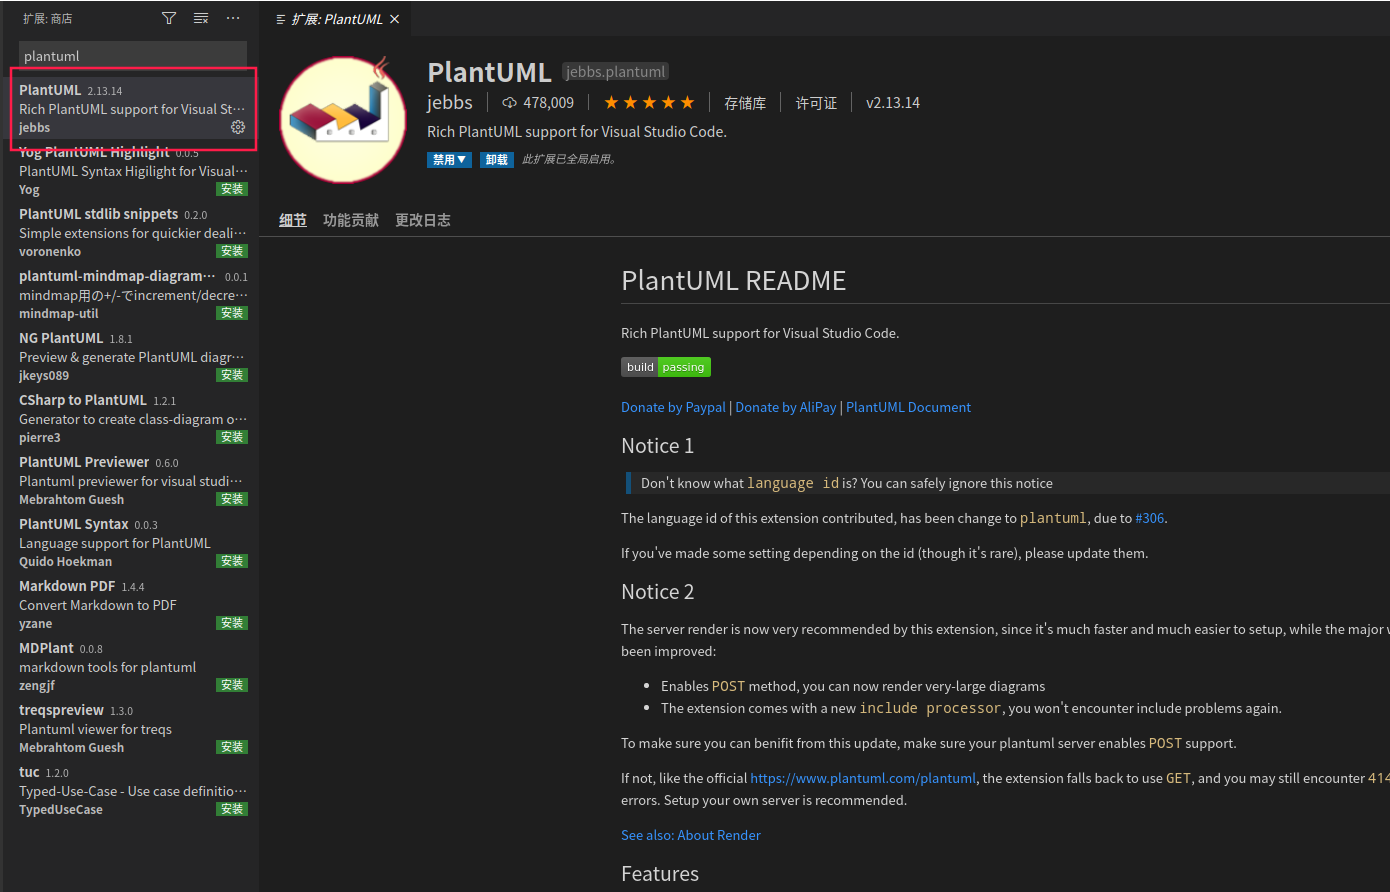 扩展: 商店
plantuml
PlantUML 2.13.14
Rich PlantUML support for Visual St···
jebbs
Yog PlantUML Highlight 0.0.5
PlantUML Syntax Higilight for Visual···
Yog 安装
PlantUML stdlib snippets 0.2.0
Simple extensions for quickier deali···
voronenko 安装
plantuml-mindmap-diagram··· 0.0.1
mindmap用の+/-でincrement/decre···
mindmap-util 安装
NG PlantUML 1.8.1
Preview & generate PlantUML diagr···
jkeys089 安装
CSharp to PlantUML 1.2.1
Generator to create class-diagram o···
pierre3 安装
PlantUML Previewer 0.6.0
Plantuml previewer for visual studi···
Mebrahtom Guesh 安装
PlantUML Syntax 0.0.3
Language support for PlantUML
Quido Hoekman 安装
Markdown PDF 1.4.4
Convert Markdown to PDF
yzane 安装
MDPlant 0.0.8
markdown tools for plantuml
zengjf 安装
treqspreview 1.3.0
Plantuml viewer for treqs
Mebrahtom Guesh 安装
tuc 1.2.0
Typed-Use-Case - Use case definitio···
TypedUseCase 安装
扩展: PlantUML
PlantUML jebbs.plantuml
jebbs 478,009 ★★★★★ 存储库 许可证 v2.13.14
Rich PlantUML support for Visual Studio Code.
禁用▼ 卸载 此扩展已全局启用。
细节 功能贡献 更改日志
PlantUML README
Rich PlantUML support for Visual Studio Code.
build passing
Donate by Paypal | Donate by AliPay | PlantUML Document
Notice 1
Don't know what language id is? You can safely ignore this notice
The language id of this extension contributed, has been change to plantuml, due to #306.
If you've made some setting depending on the id (though it's rare), please update them.
Notice 2
The server render is now very recommended by this extension, since it's much faster and much easier to setup, while the major w
been improved:
• Enables POST method, you can now render very-large diagrams
• The extension comes with a new include processor, you won't encounter include problems again.
To make sure you can benifit from this update, make sure your plantuml server enables POST support.
If not, like the official https://www.plantuml.com/plantuml, the extension falls back to use GET, and you may still encounter 414
errors. Setup your own server is recommended.
See also: About Render
Features